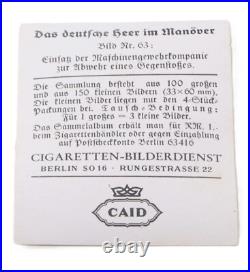 Das deutsche Heer im Manöver
Bild Nr. 63:
Einsatz der Maschinengewehrkompanie
zur Abwehr eines Gegenstoßes.
Die Sammlung besteht aus 100 großen
und aus 150 kleinen Bildern (33×60 mm).
Die kleinen Bilder liegen nur den 4-Stück-
Packungen bei. Tausch-Bedingungen:
Für 1 großes = 3 kleine Bilder.
Das Sammelalbum erhält man für RM. 1.-
beim Zigarettenhändler oder gegen Einzahlung
auf Postscheckkonto Berlin 63416
CIGARETTEN-BILDERDIENST
BERLIN SO 16 · RUNGESTRASSE 22
CAID